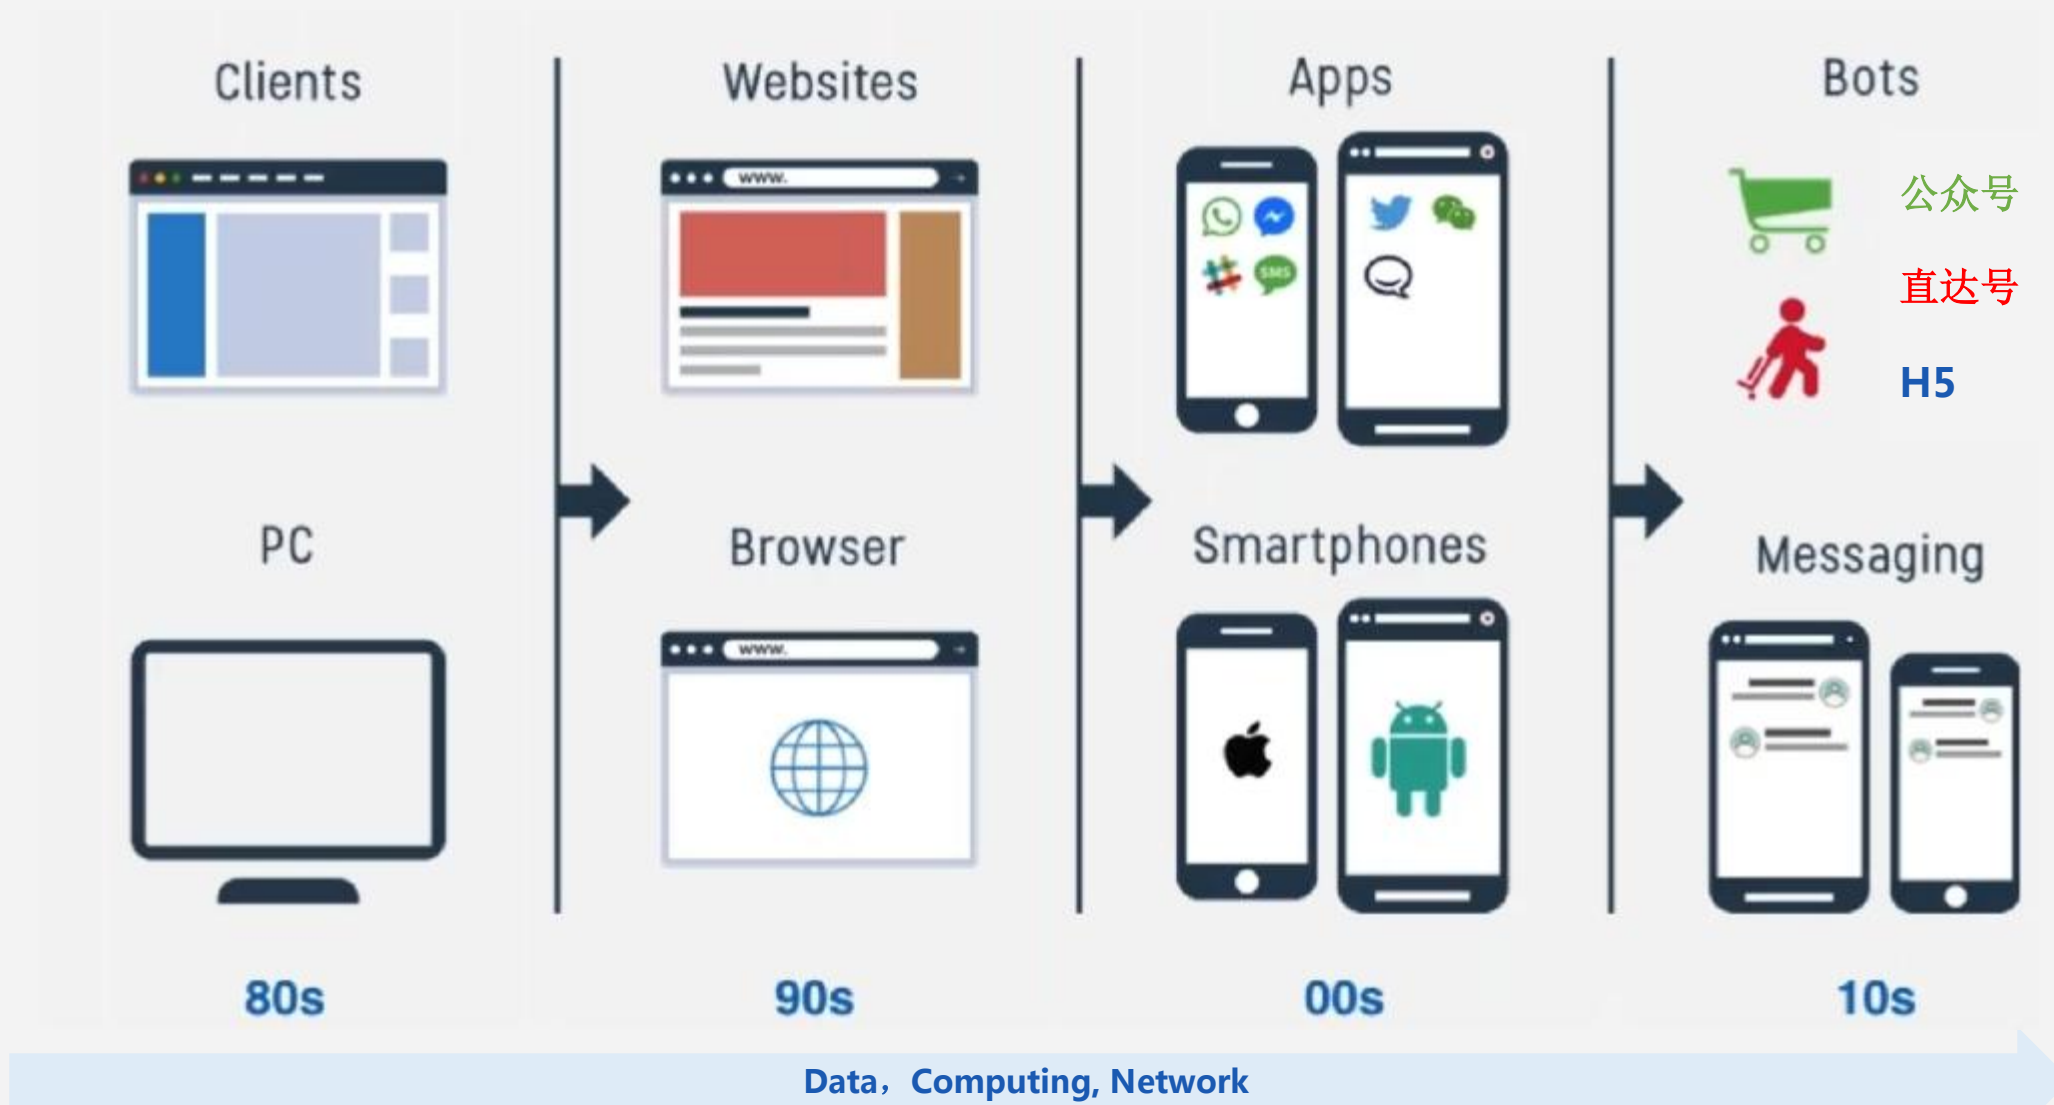 Clients
Websites
Apps
Bots
www.
SMS
公众号
直达号
H5
PC
Browser
Smartphones
Messaging
www.
80s
90s
00s
10s
Data，Computing, Network